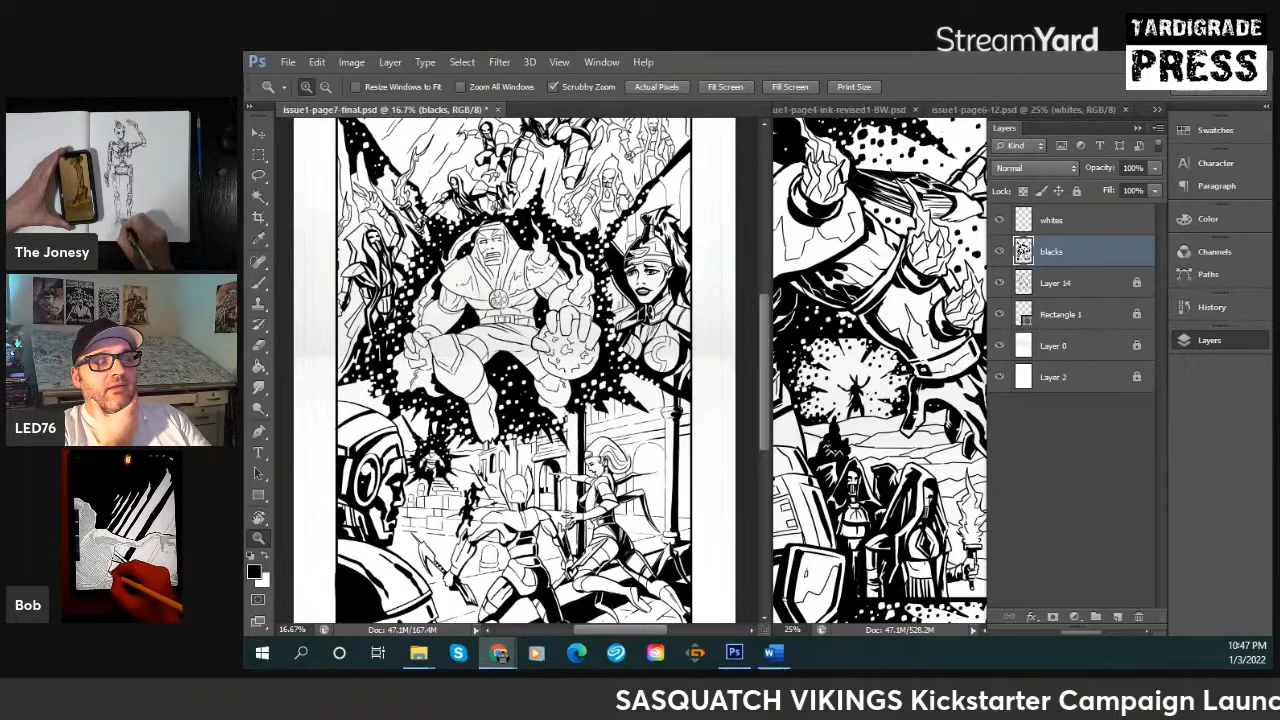 StreamYard
TARDIGRADE
PRESS
Ps File Edit Image Layer Type Select Filter 3D View Window Help
Resize Windows to Fit Zoom All Windows Scrubby Zoom Actual Pixels Fit Screen Fill Screen Print Size
issue1-page7-final.psd @ 16.7% (blacks, RGB/8) * ×
ue1-page4-ink-revised1-BW.psd × issue1-page6-12.psd @ 25% (whites, RGB/8) ×
Layers
Kind
Normal Opacity: 100%
Lock: Fill: 100%
whites
blacks
Layer 14
Rectangle 1
Layer 0
Layer 2
Swatches
Character
Paragraph
Color
Channels
Paths
History
Layers
The Jonesy
LED76
Bob
16.67% Doc: 47.1M/167.4M
25% Doc: 47.1M/528.2M
10:47 PM
1/3/2022
SASQUATCH VIKINGS Kickstarter Campaign Launc